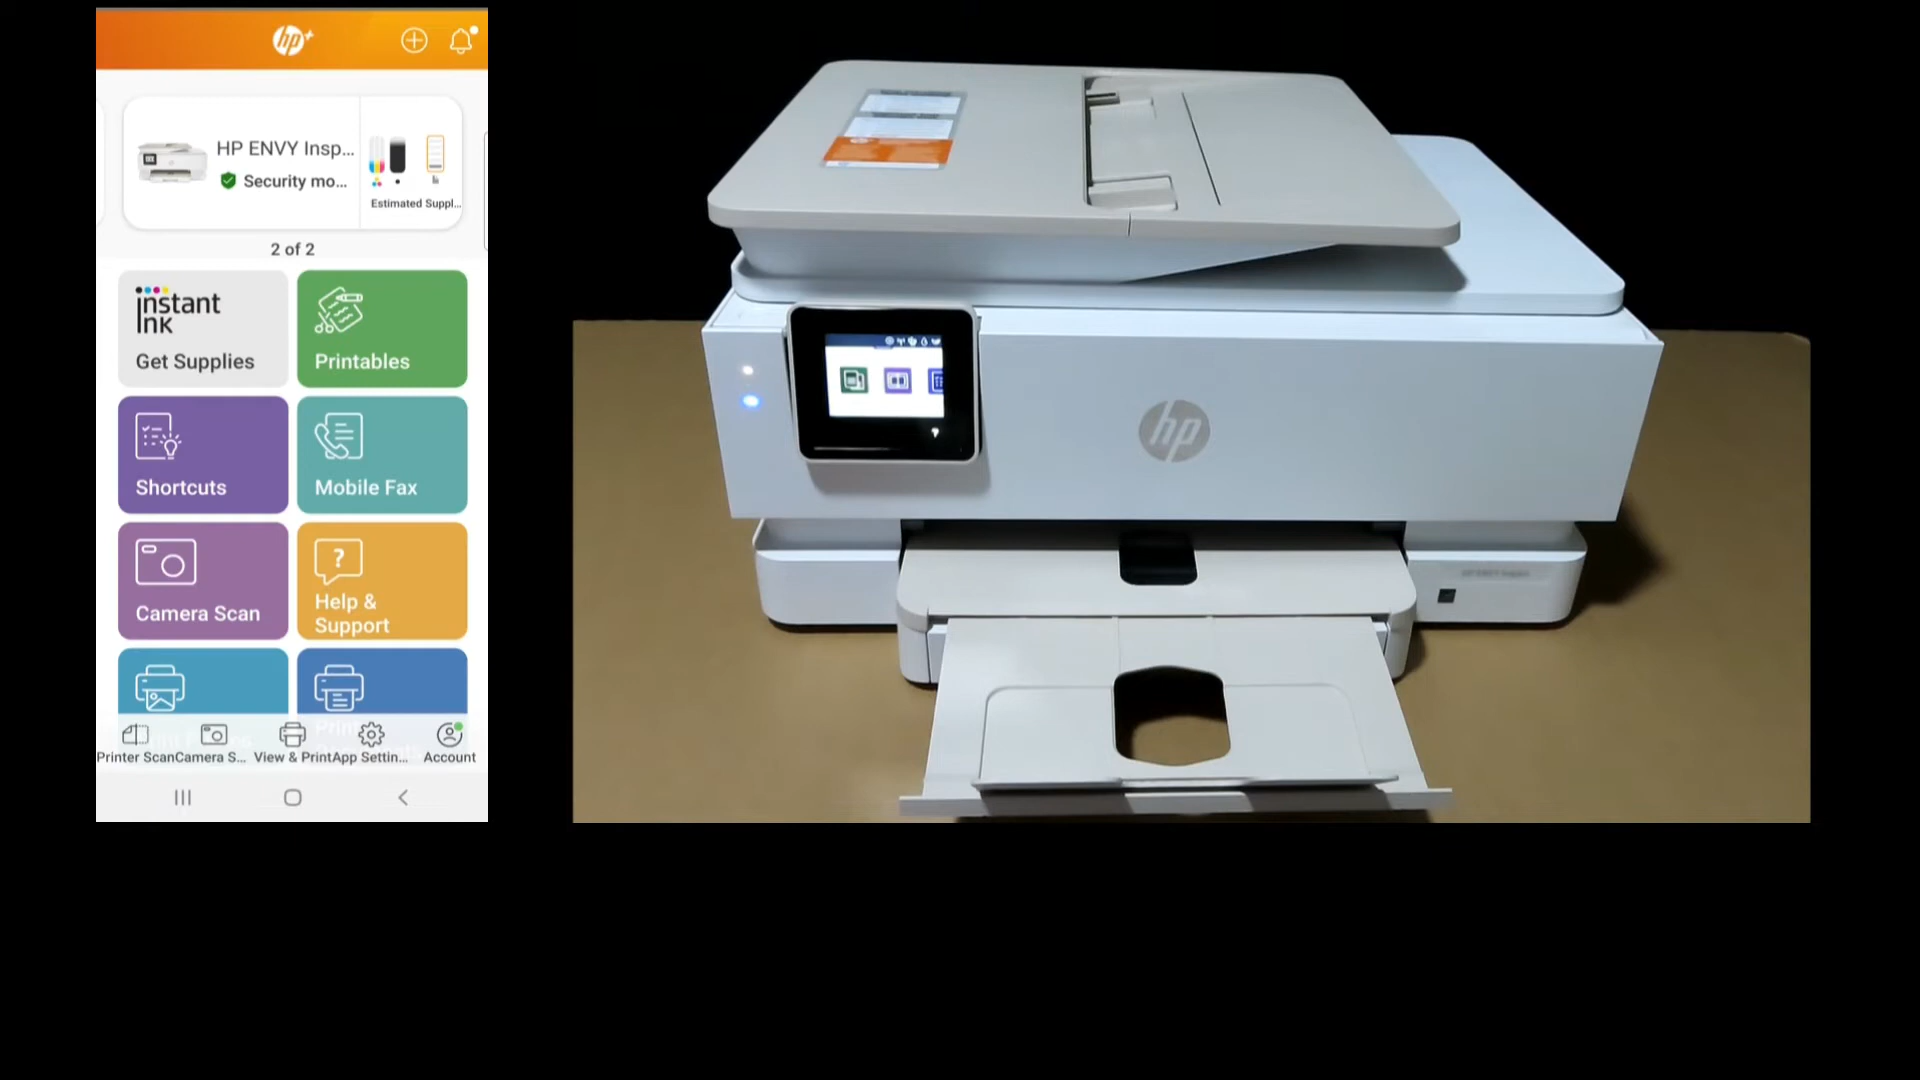 hp+
HP ENVY Insp...
Security mo...
Estimated Suppl...
2 of 2
instant
ink
Get Supplies
Printables
Shortcuts
Mobile Fax
Camera Scan
?
Help &
Support
Printer Scan
Camera S...
View & Print
App Settin...
Account
hp
?